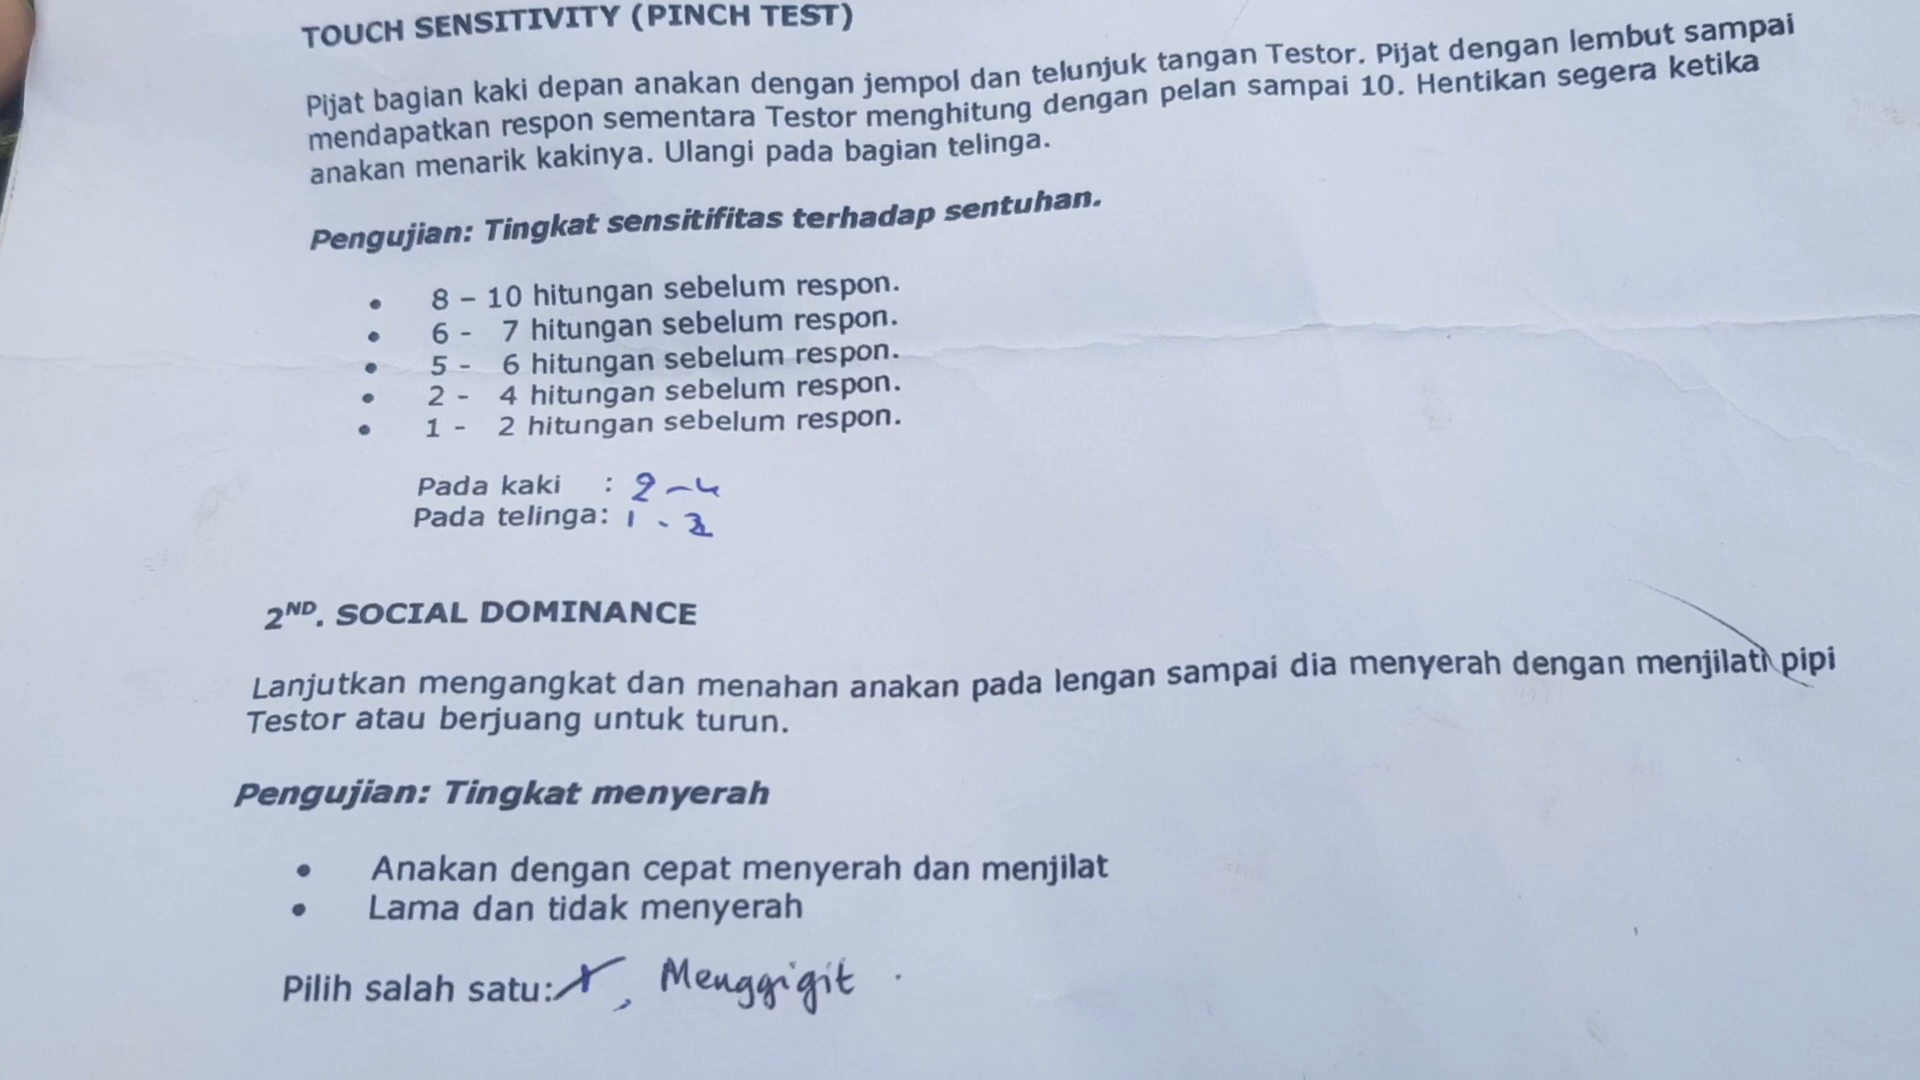 TOUCH SENSITIVITY (PINCH TEST)
Pijat bagian kaki depan anakan dengan jempol dan telunjuk tangan Testor. Pijat dengan lembut sampai
mendapatkan respon sementara Testor menghitung dengan pelan sampai 10. Hentikan segera ketika
anakan menarik kakinya. Ulangi pada bagian telinga.
Pengujian: Tingkat sensitifitas terhadap sentuhan.
• 8 – 10 hitungan sebelum respon.
• 6 - 7 hitungan sebelum respon.
• 5 - 6 hitungan sebelum respon.
• 2 - 4 hitungan sebelum respon.
• 1 - 2 hitungan sebelum respon.
Pada kaki : 2-4
Pada telinga: 1-2
2ND. SOCIAL DOMINANCE
Lanjutkan mengangkat dan menahan anakan pada lengan sampai dia menyerah dengan menjilati pipi
Testor atau berjuang untuk turun.
Pengujian: Tingkat menyerah
• Anakan dengan cepat menyerah dan menjilat
• Lama dan tidak menyerah
Pilih salah satu: Menggigit.